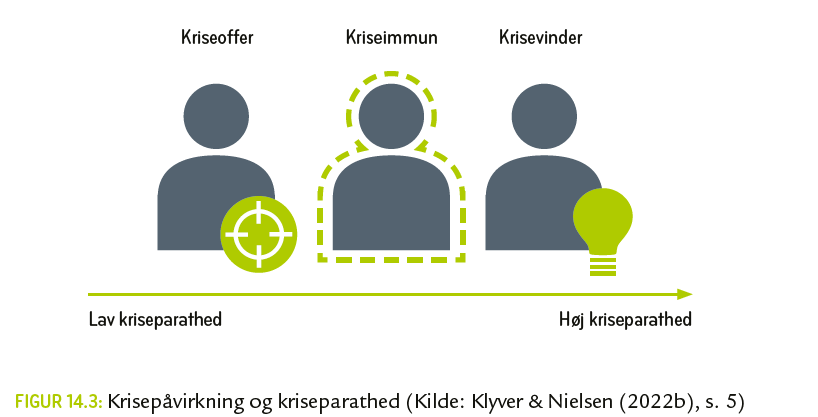 Kriseoffer Kriseimmun Krisevinder
Lav kriseparathed Høj kriseparathed
FIGUR 14.3: Krisepåvirkning og kriseparathed (Kilde: Klyver & Nielsen (2022b), s. 5)